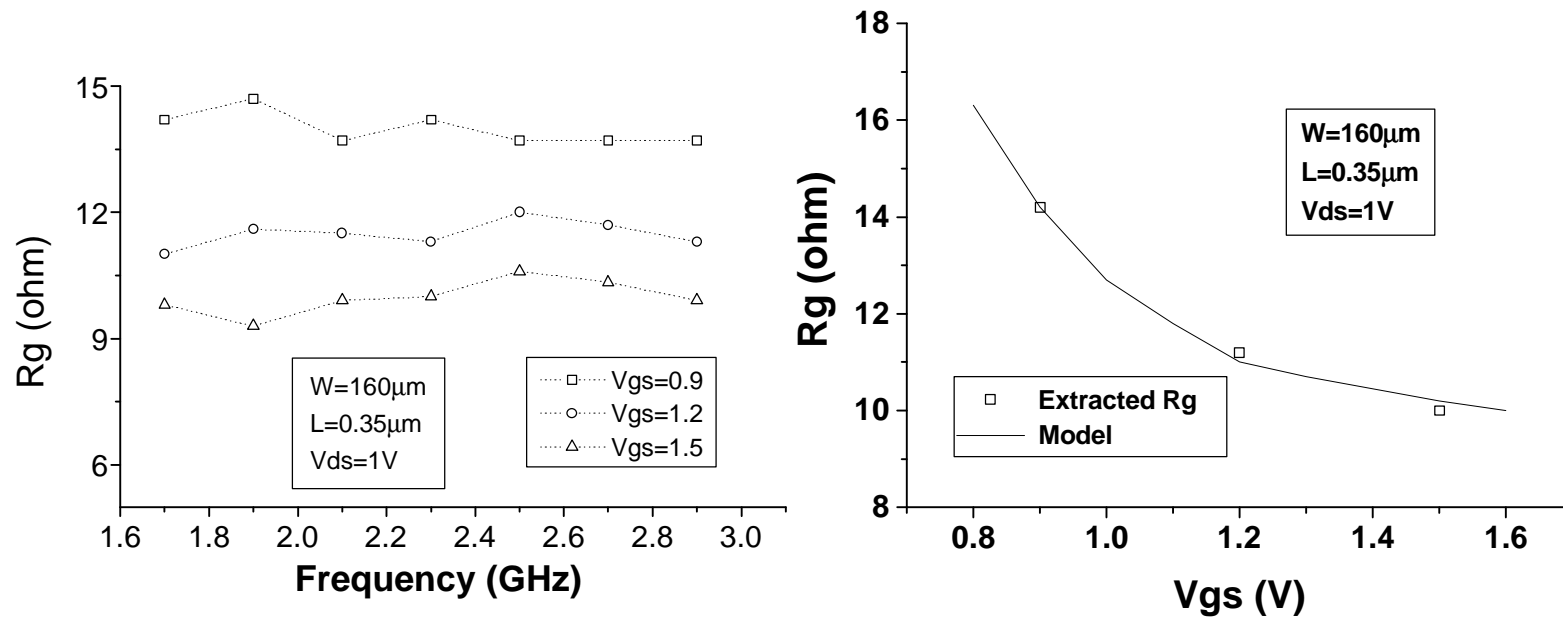 15
12
9
6
Rg (ohm)
W=160μm
L=0.35μm
Vds=1V
Vgs=0.9
Vgs=1.2
Vgs=1.5
1.6 1.8 2.0 2.2 2.4 2.6 2.8 3.0
Frequency (GHz)
18
16
14
12
10
8
Rg (ohm)
W=160μm
L=0.35μm
Vds=1V
Extracted Rg
Model
0.8 1.0 1.2 1.4 1.6
Vgs (V)